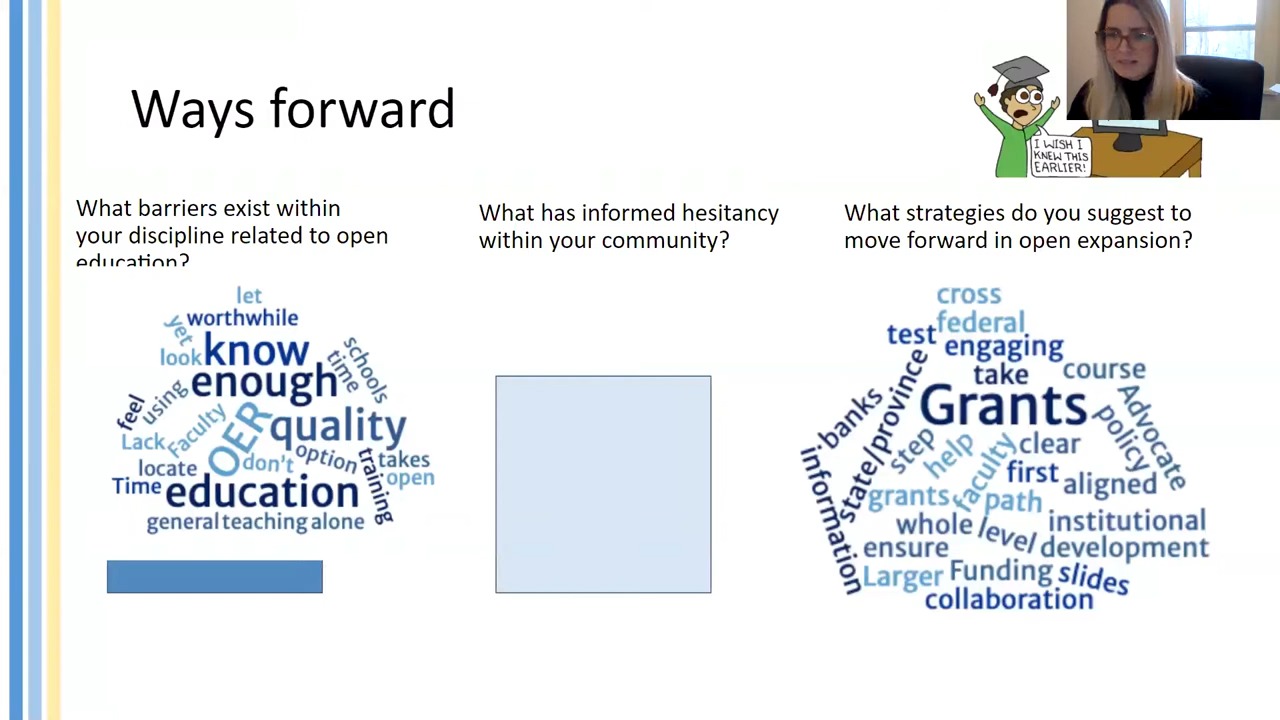 Ways forward
I WISH I
KNEW THIS
EARLIER!
What barriers exist within
your discipline related to open
education?
What has informed hesitancy
within your community?
What strategies do you suggest to
move forward in open expansion?
let
worthwhile
yet
look
know
schools
time
enough
feel
using
Lack
Faculty
OER
quality
don't
option
training
takes
open
locate
Time
education
general
teaching
alone
cross
federal
test
engaging
take
course
Grants
banks
state/province
information
step
help
faculty
clear
policy
Advocate
first
aligned
grants
path
whole
level
institutional
ensure
development
Larger
Funding
slides
collaboration